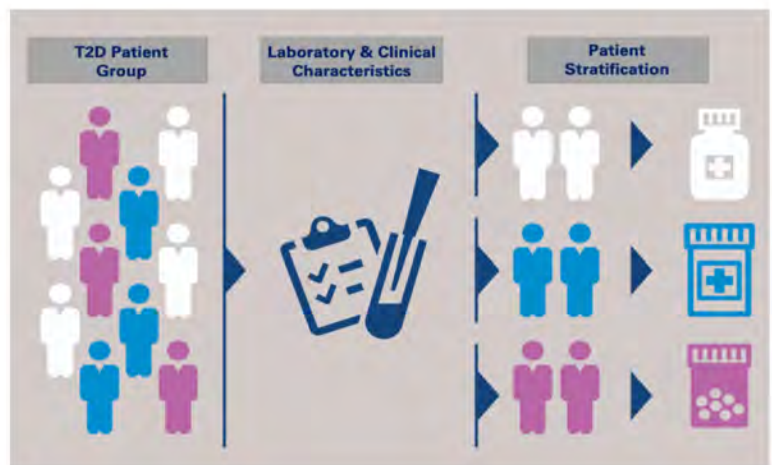 T2D Patient
Group
Laboratory & Clinical
Characteristics
Patient
Stratification